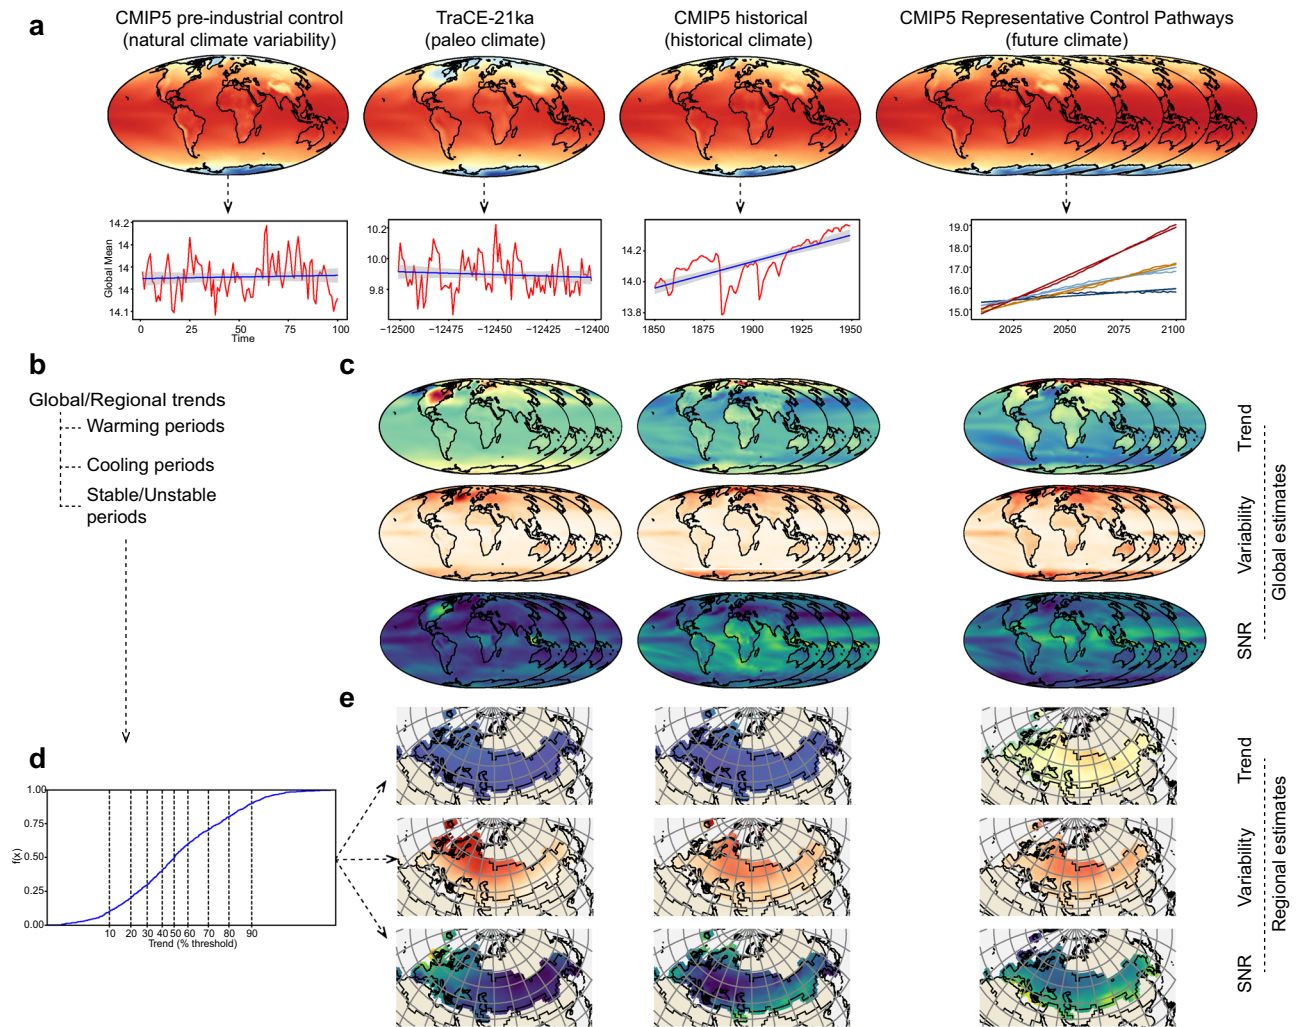 a
CMIP5 pre-industrial control
(natural climate variability)
TraCE-21ka
(paleo climate)
CMIP5 historical
(historical climate)
CMIP5 Representative Control Pathways
(future climate)
Global Mean
14.2
14
14
14
14.1
0
25
50
75
100
Time
10.2
10.0
9.8
−12500
−12475
−12450
−12425
−12400
14.2
14.0
13.8
1850
1875
1900
1925
1950
19.0
18.0
17.0
16.0
15.0
2025
2050
2075
2100
b
Global/Regional trends
Warming periods
Cooling periods
Stable/Unstable
periods
c
Trend
Variability
SNR
Global estimates
d
1.00
0.75
0.50
0.25
0.00
f(x)
10 20 30 40 50 60 70 80 90
Trend (% threshold)
e
Trend
Variability
SNR
Regional estimates